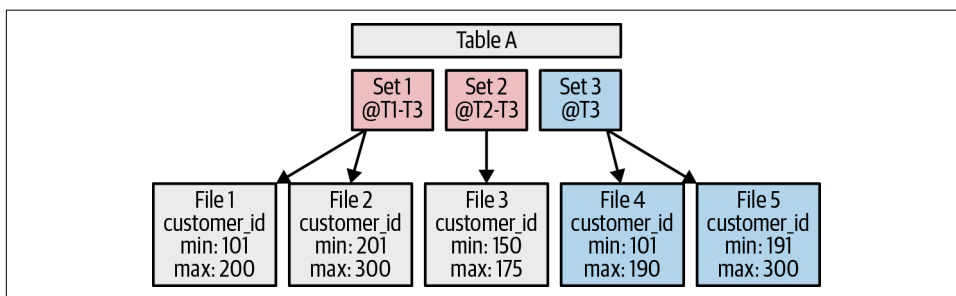 Table A
Set 1
@T1-T3
Set 2
@T2-T3
Set 3
@T3
File 1
customer_id
min: 101
max: 200
File 2
customer_id
min: 201
max: 300
File 3
customer_id
min: 150
max: 175
File 4
customer_id
min: 101
max: 190
File 5
customer_id
min: 191
max: 300